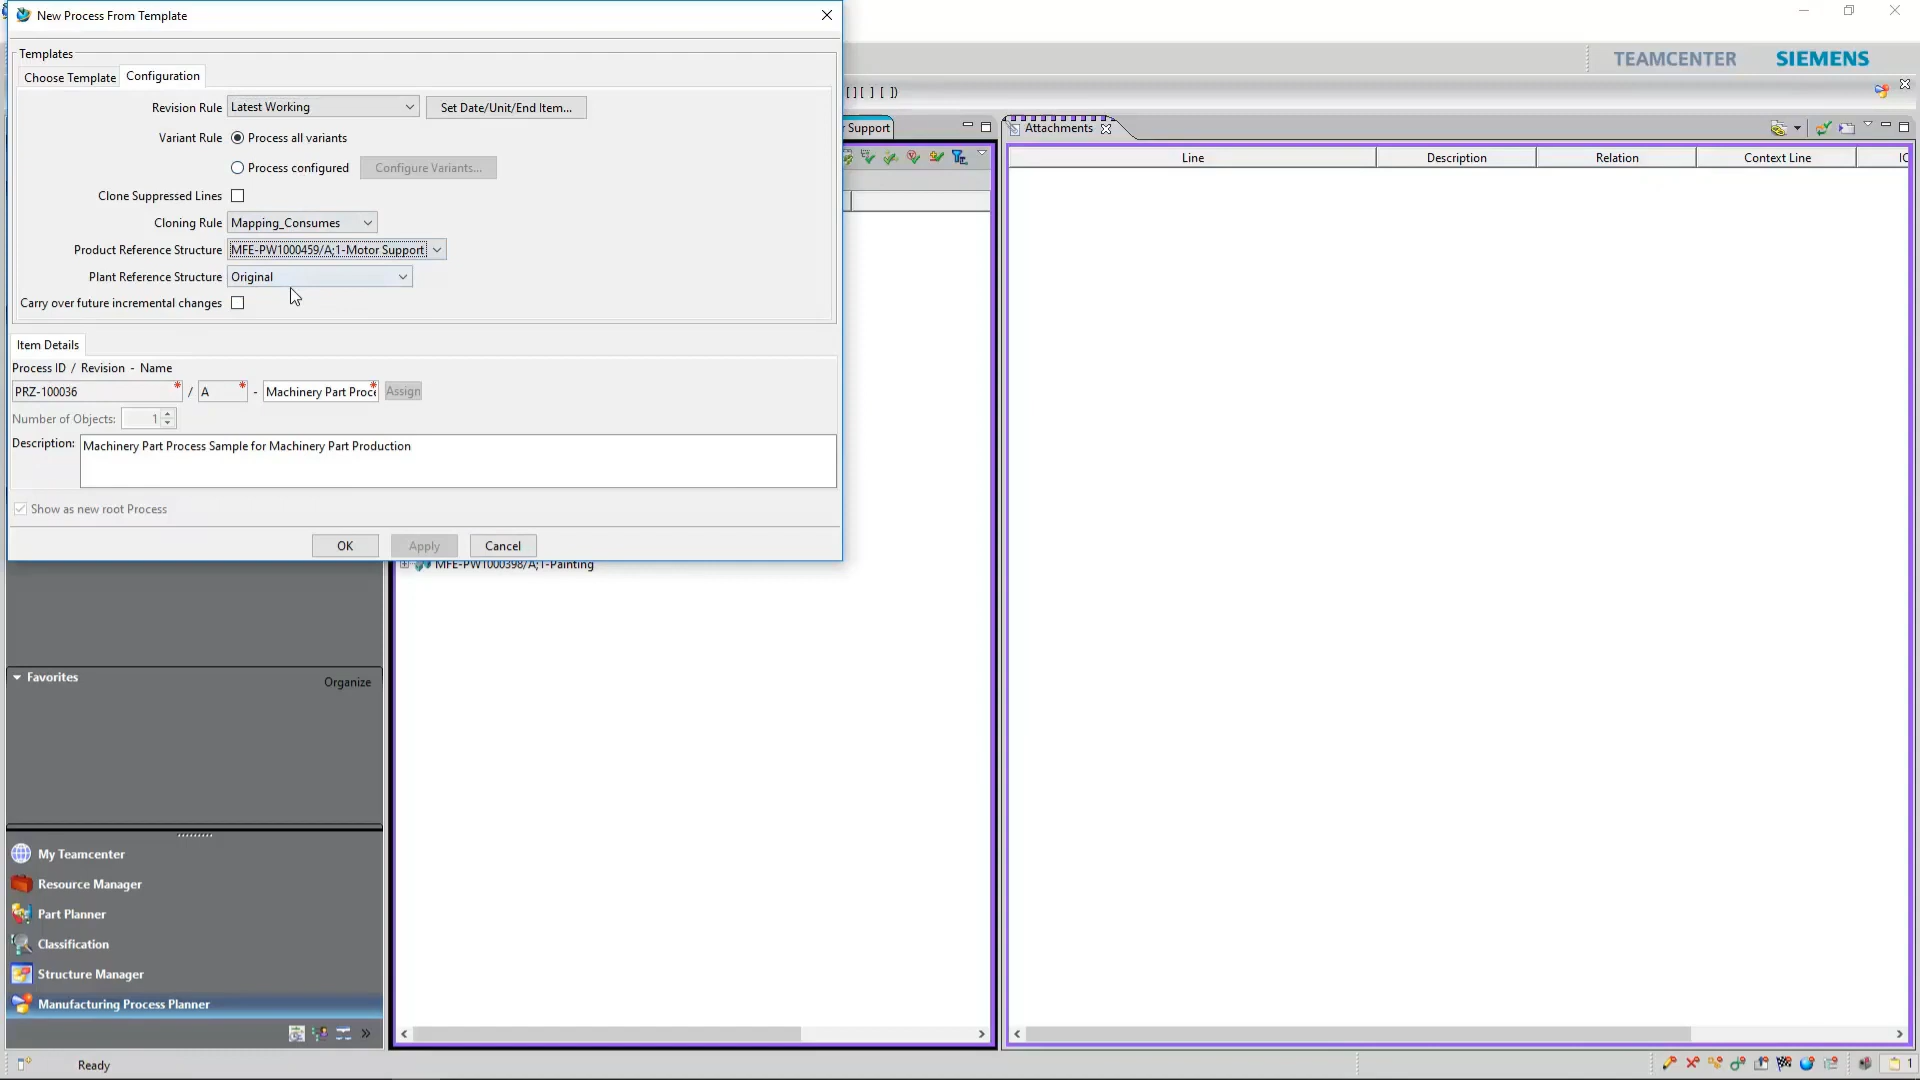 New Process From Template
Templates
Choose Template Configuration
Revision Rule Latest Working Set Date/Unit/End Item...
Variant Rule Process all variants
Process configured Configure Variants...
Clone Suppressed Lines
Cloning Rule Mapping_Consumes
Product Reference Structure MFE-PW1000459/A;1-Motor Support
Plant Reference Structure Original
Carry over future incremental changes
Item Details
Process ID / Revision - Name
PRZ-100036 * / A * - Machinery Part Proce * Assign
Number of Objects: 1
Description: Machinery Part Process Sample for Machinery Part Production
Show as new root Process
OK Apply Cancel
TEAMCENTER SIEMENS
[ ] [ ] [ ])
Support
Attachments
Line Description Relation Context Line IC
MFE-PW1000398/A;1-Painting
Favorites
Organize
My Teamcenter
Resource Manager
Part Planner
Classification
Structure Manager
Manufacturing Process Planner
»
Ready
1